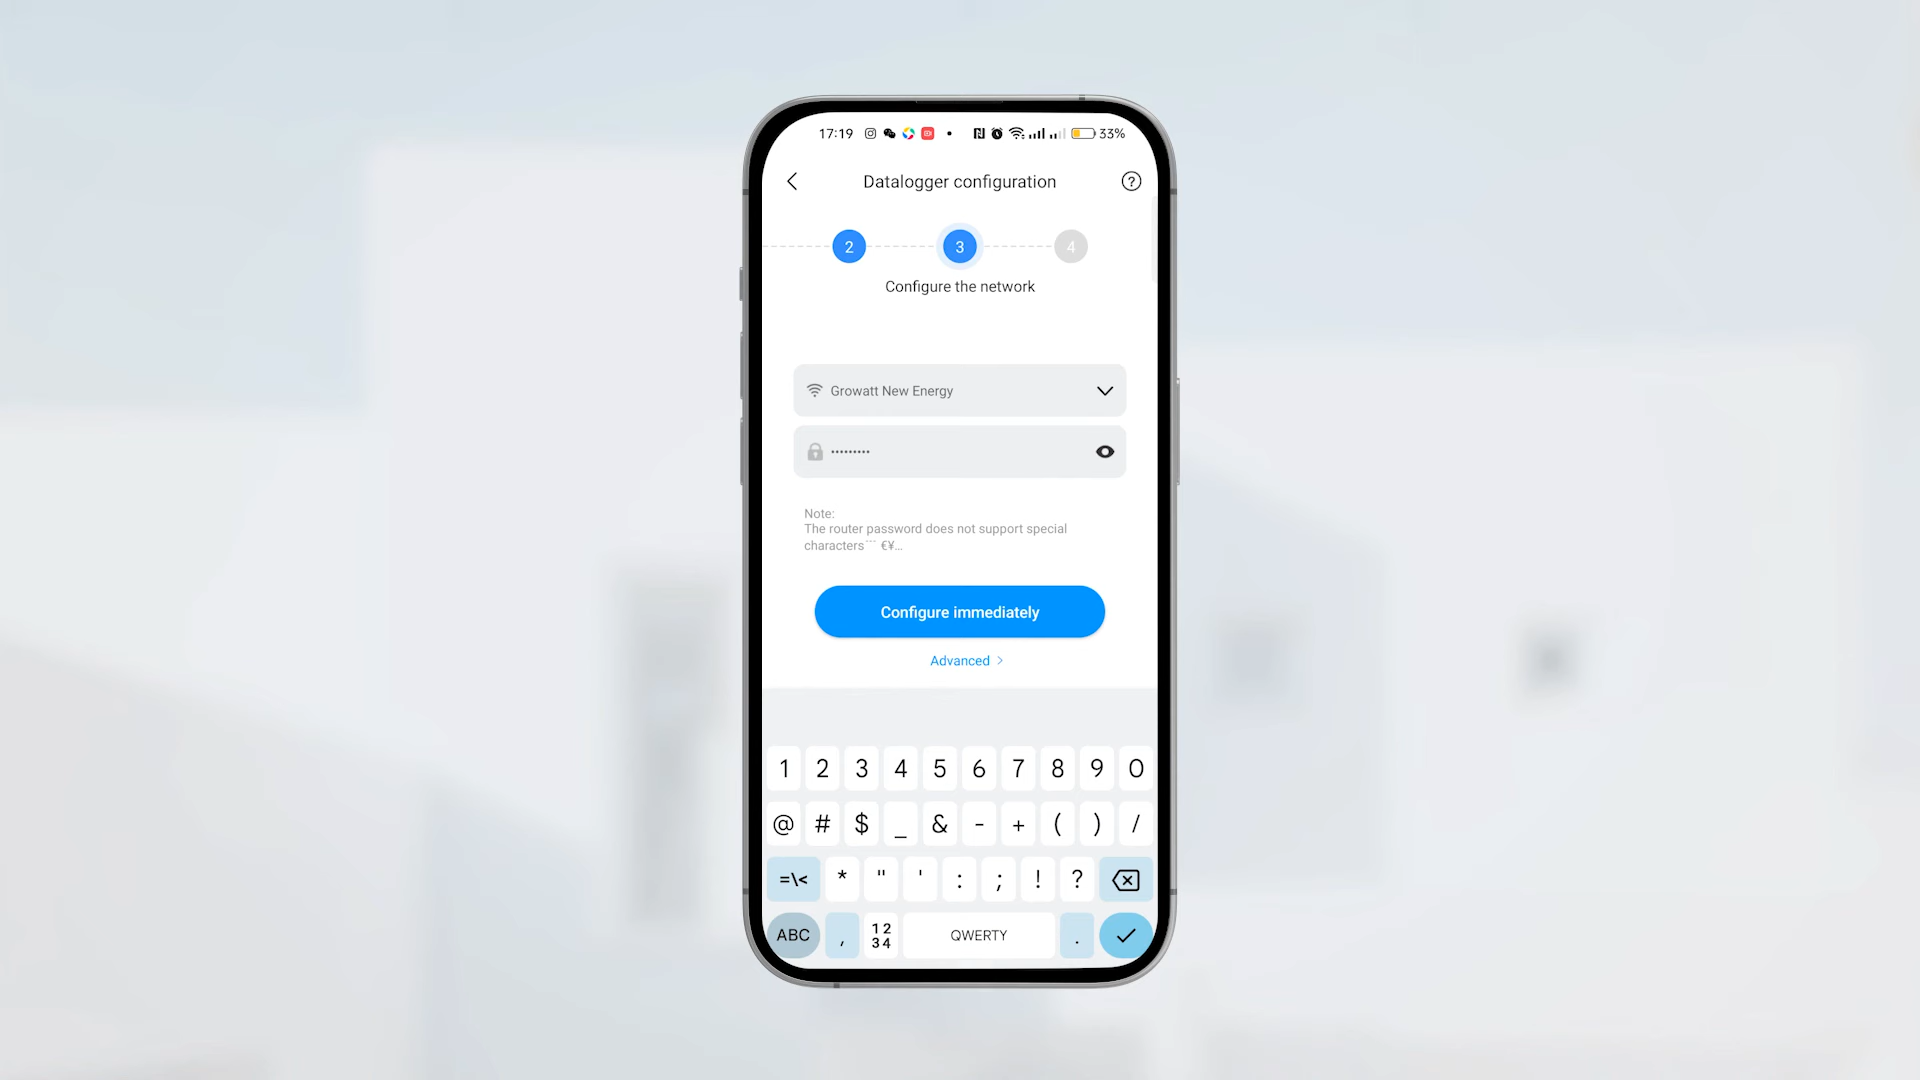 17:19 33%
Datalogger configuration
2 3 4
Configure the network
Growatt New Energy
•••••••••
Note:
The router password does not support special
characters``` €¥...
Configure immediately
Advanced >
1 2 3 4 5 6 7 8 9 0
@ # $ _ & - + ( ) /
=\< * " ' : ; ! ?
ABC , 12 34 QWERTY .